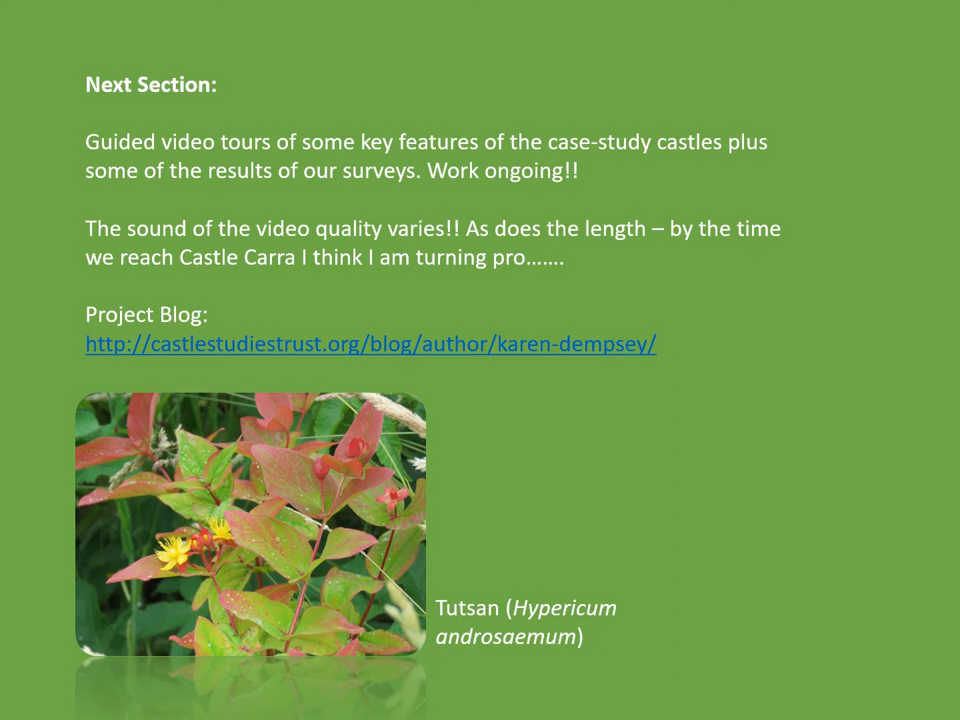 Next Section:
Guided video tours of some key features of the case-study castles plus
some of the results of our surveys. Work ongoing!!
The sound of the video quality varies!! As does the length – by the time
we reach Castle Carra I think I am turning pro…….
Project Blog:
http://castlestudiestrust.org/blog/author/karen-dempsey/
Tutsan (Hypericum
androsaemum)